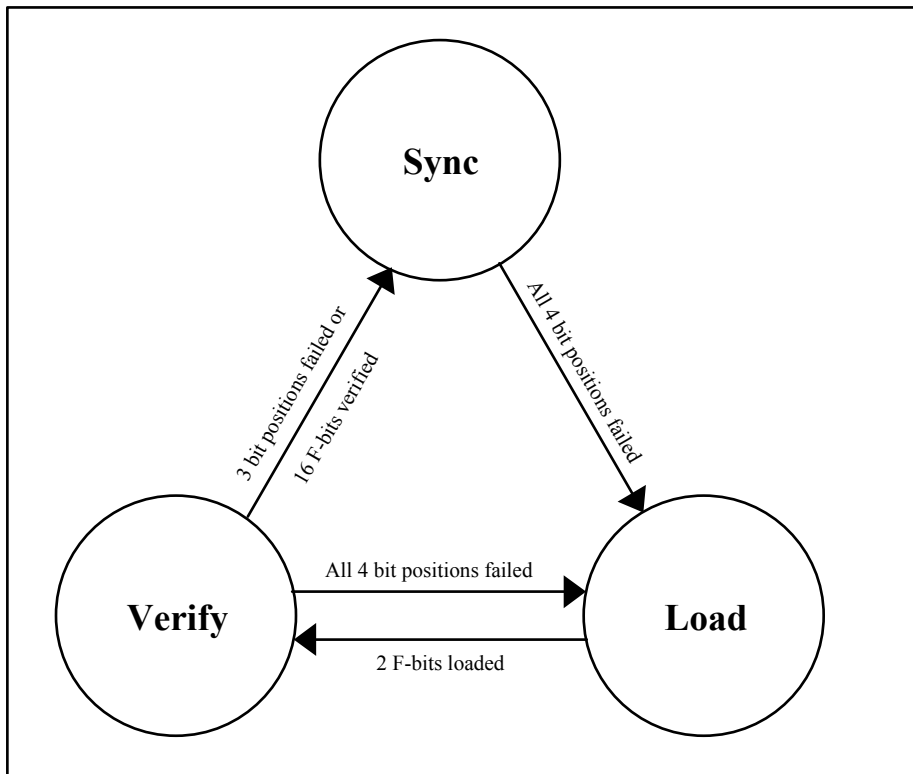 Sync
3 bit positions failed or
16 F-bits verified
All 4 bit positions failed
Verify
All 4 bit positions failed
2 F-bits loaded
Load